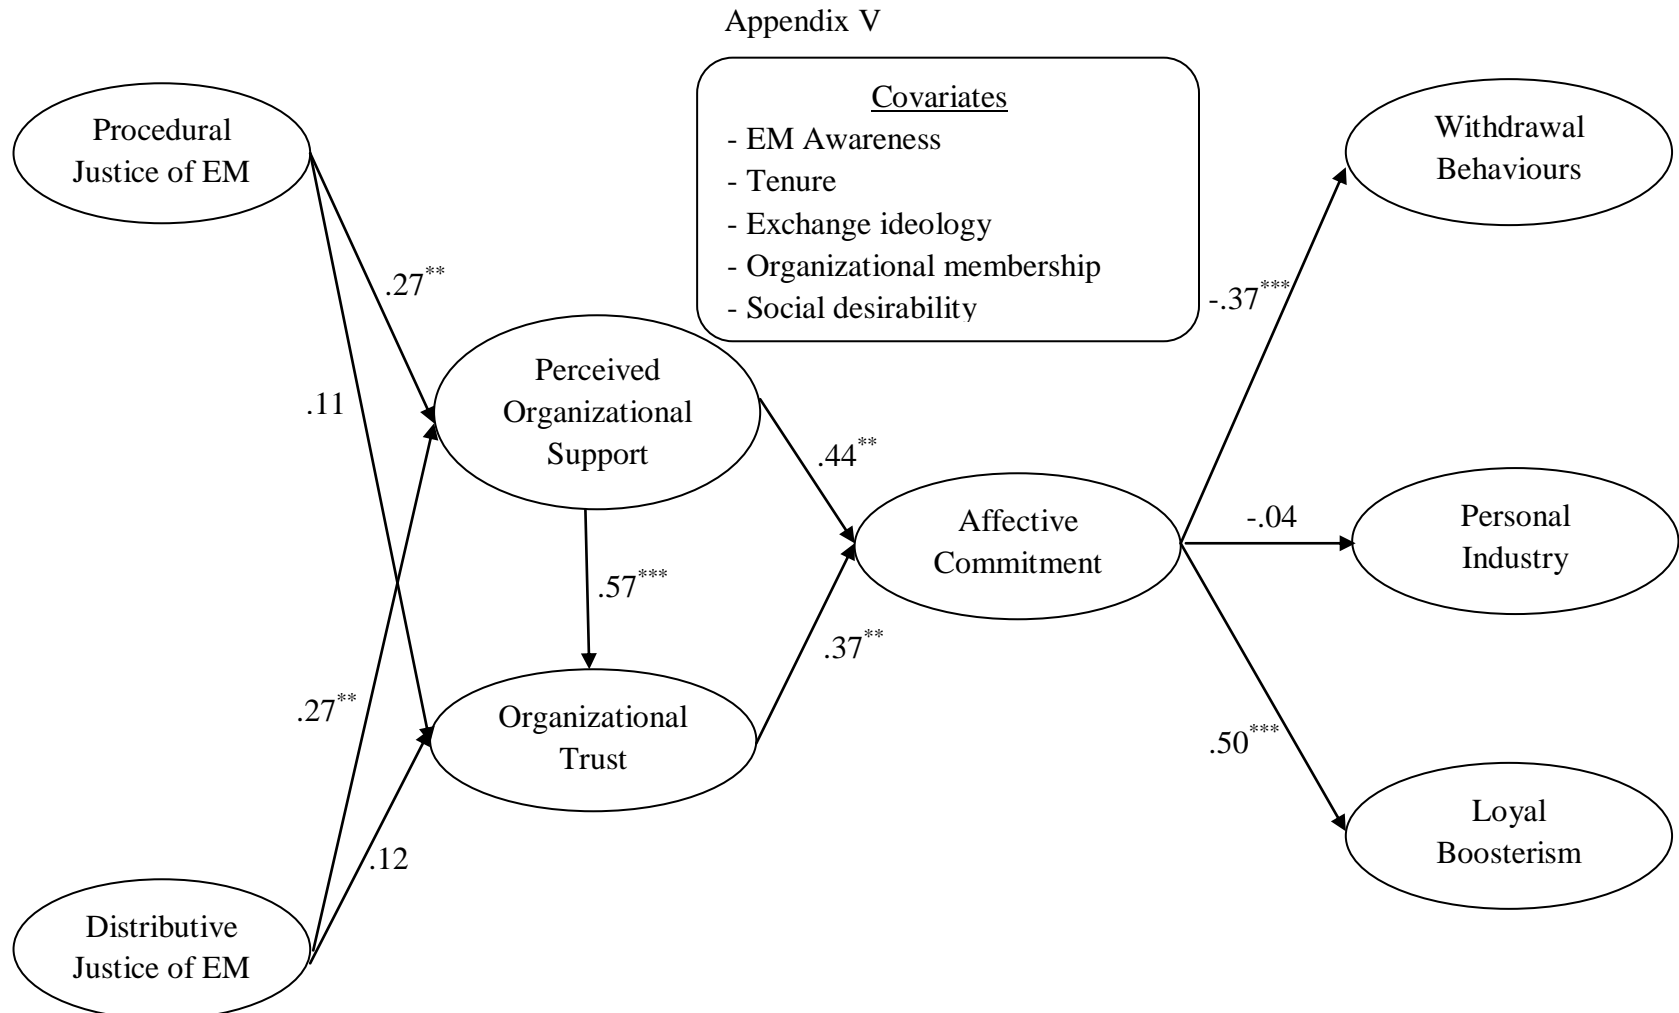 Appendix V
Covariates
- EM Awareness
- Tenure
- Exchange ideology
- Organizational membership
- Social desirability
Procedural
Justice of EM
Withdrawal
Behaviours
.27**
-.37***
.11
Perceived
Organizational
Support
.44**
Affective
Commitment
-.04
Personal
Industry
.57***
.37**
.27**
Organizational
Trust
.50***
.12
Loyal
Boosterism
Distributive
Justice of EM